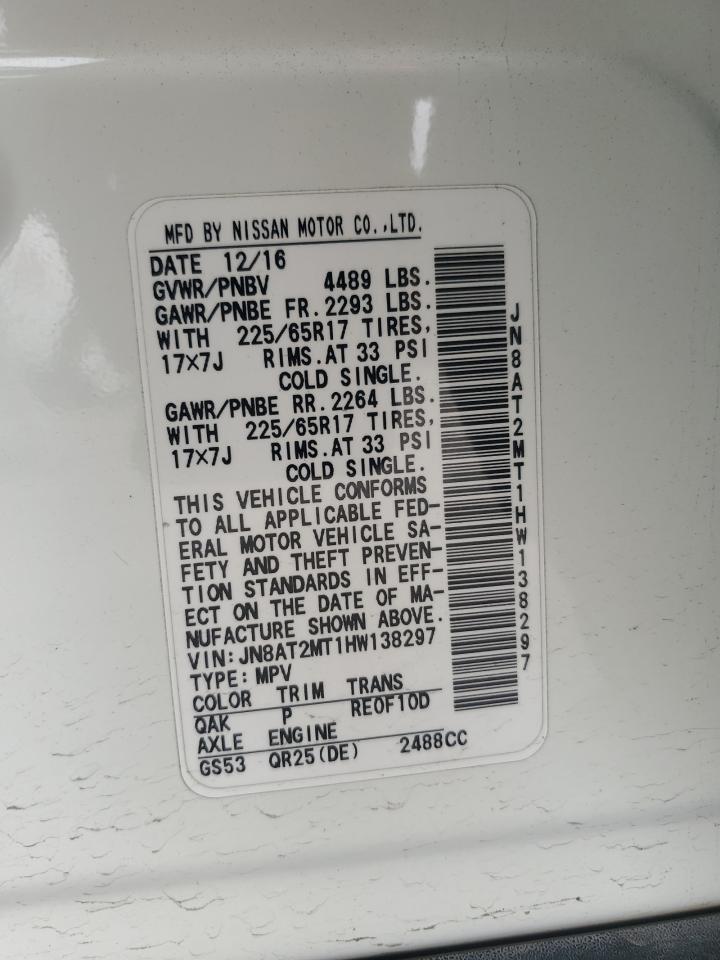 MFD BY NISSAN MOTOR CO.,LTD.
DATE 12/16
GVWR/PNBV 4489 LBS.
GAWR/PNBE FR.2293 LBS.
WITH 225/65R17 TIRES,
17X7J RIMS.AT 33 PSI
COLD SINGLE.
GAWR/PNBE RR.2264 LBS.
WITH 225/65R17 TIRES,
17X7J RIMS.AT 33 PSI
COLD SINGLE.
THIS VEHICLE CONFORMS
TO ALL APPLICABLE FED-
ERAL MOTOR VEHICLE SA-
FETY AND THEFT PREVEN-
TION STANDARDS IN EFF-
ECT ON THE DATE OF MA-
NUFACTURE SHOWN ABOVE.
VIN:JN8AT2MT1HW138297
TYPE:MPV
COLOR TRIM TRANS
QAK P RE0F10D
AXLE ENGINE
GS53 QR25(DE) 2488CC
JN8AT2MT1HW138297